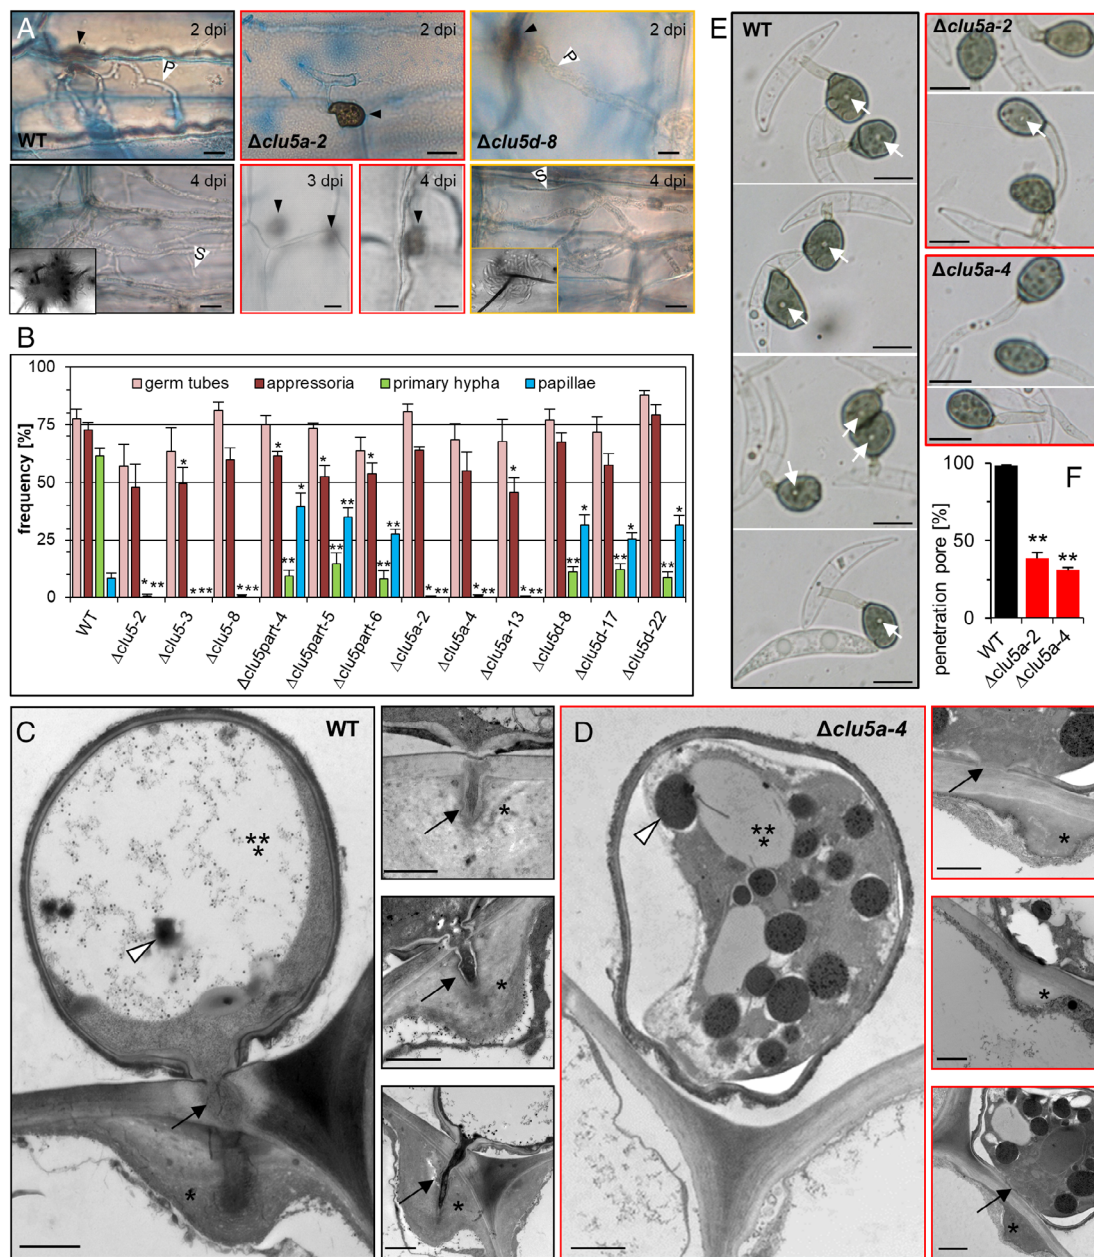 A
2 dpi
P
WT
2 dpi
Δclu5a-2
2 dpi
P
Δclu5d-8
4 dpi
S
3 dpi
4 dpi
S
4 dpi
B
frequency [%]
100
75
50
25
0
germ tubes
appressoria
primary hypha
papillae
* ** * * *** * ** * ** * * ** * ** ** * ** ** * ** * ** * * ** * ** * ** * ** *
WT
Δclu5-2
Δclu5-3
Δclu5-8
Δclu5part-4
Δclu5part-5
Δclu5part-6
Δclu5a-2
Δclu5a-4
Δclu5a-13
Δclu5d-8
Δclu5d-17
Δclu5d-22
E
WT
Δclu5a-2
Δclu5a-4
F
penetration pore [%]
100
50
0
**
**
WT
Δclu5a-2
Δclu5a-4
C
WT
**
*
*
*
*
*
D
Δclu5a-4
**
*
*
*
*